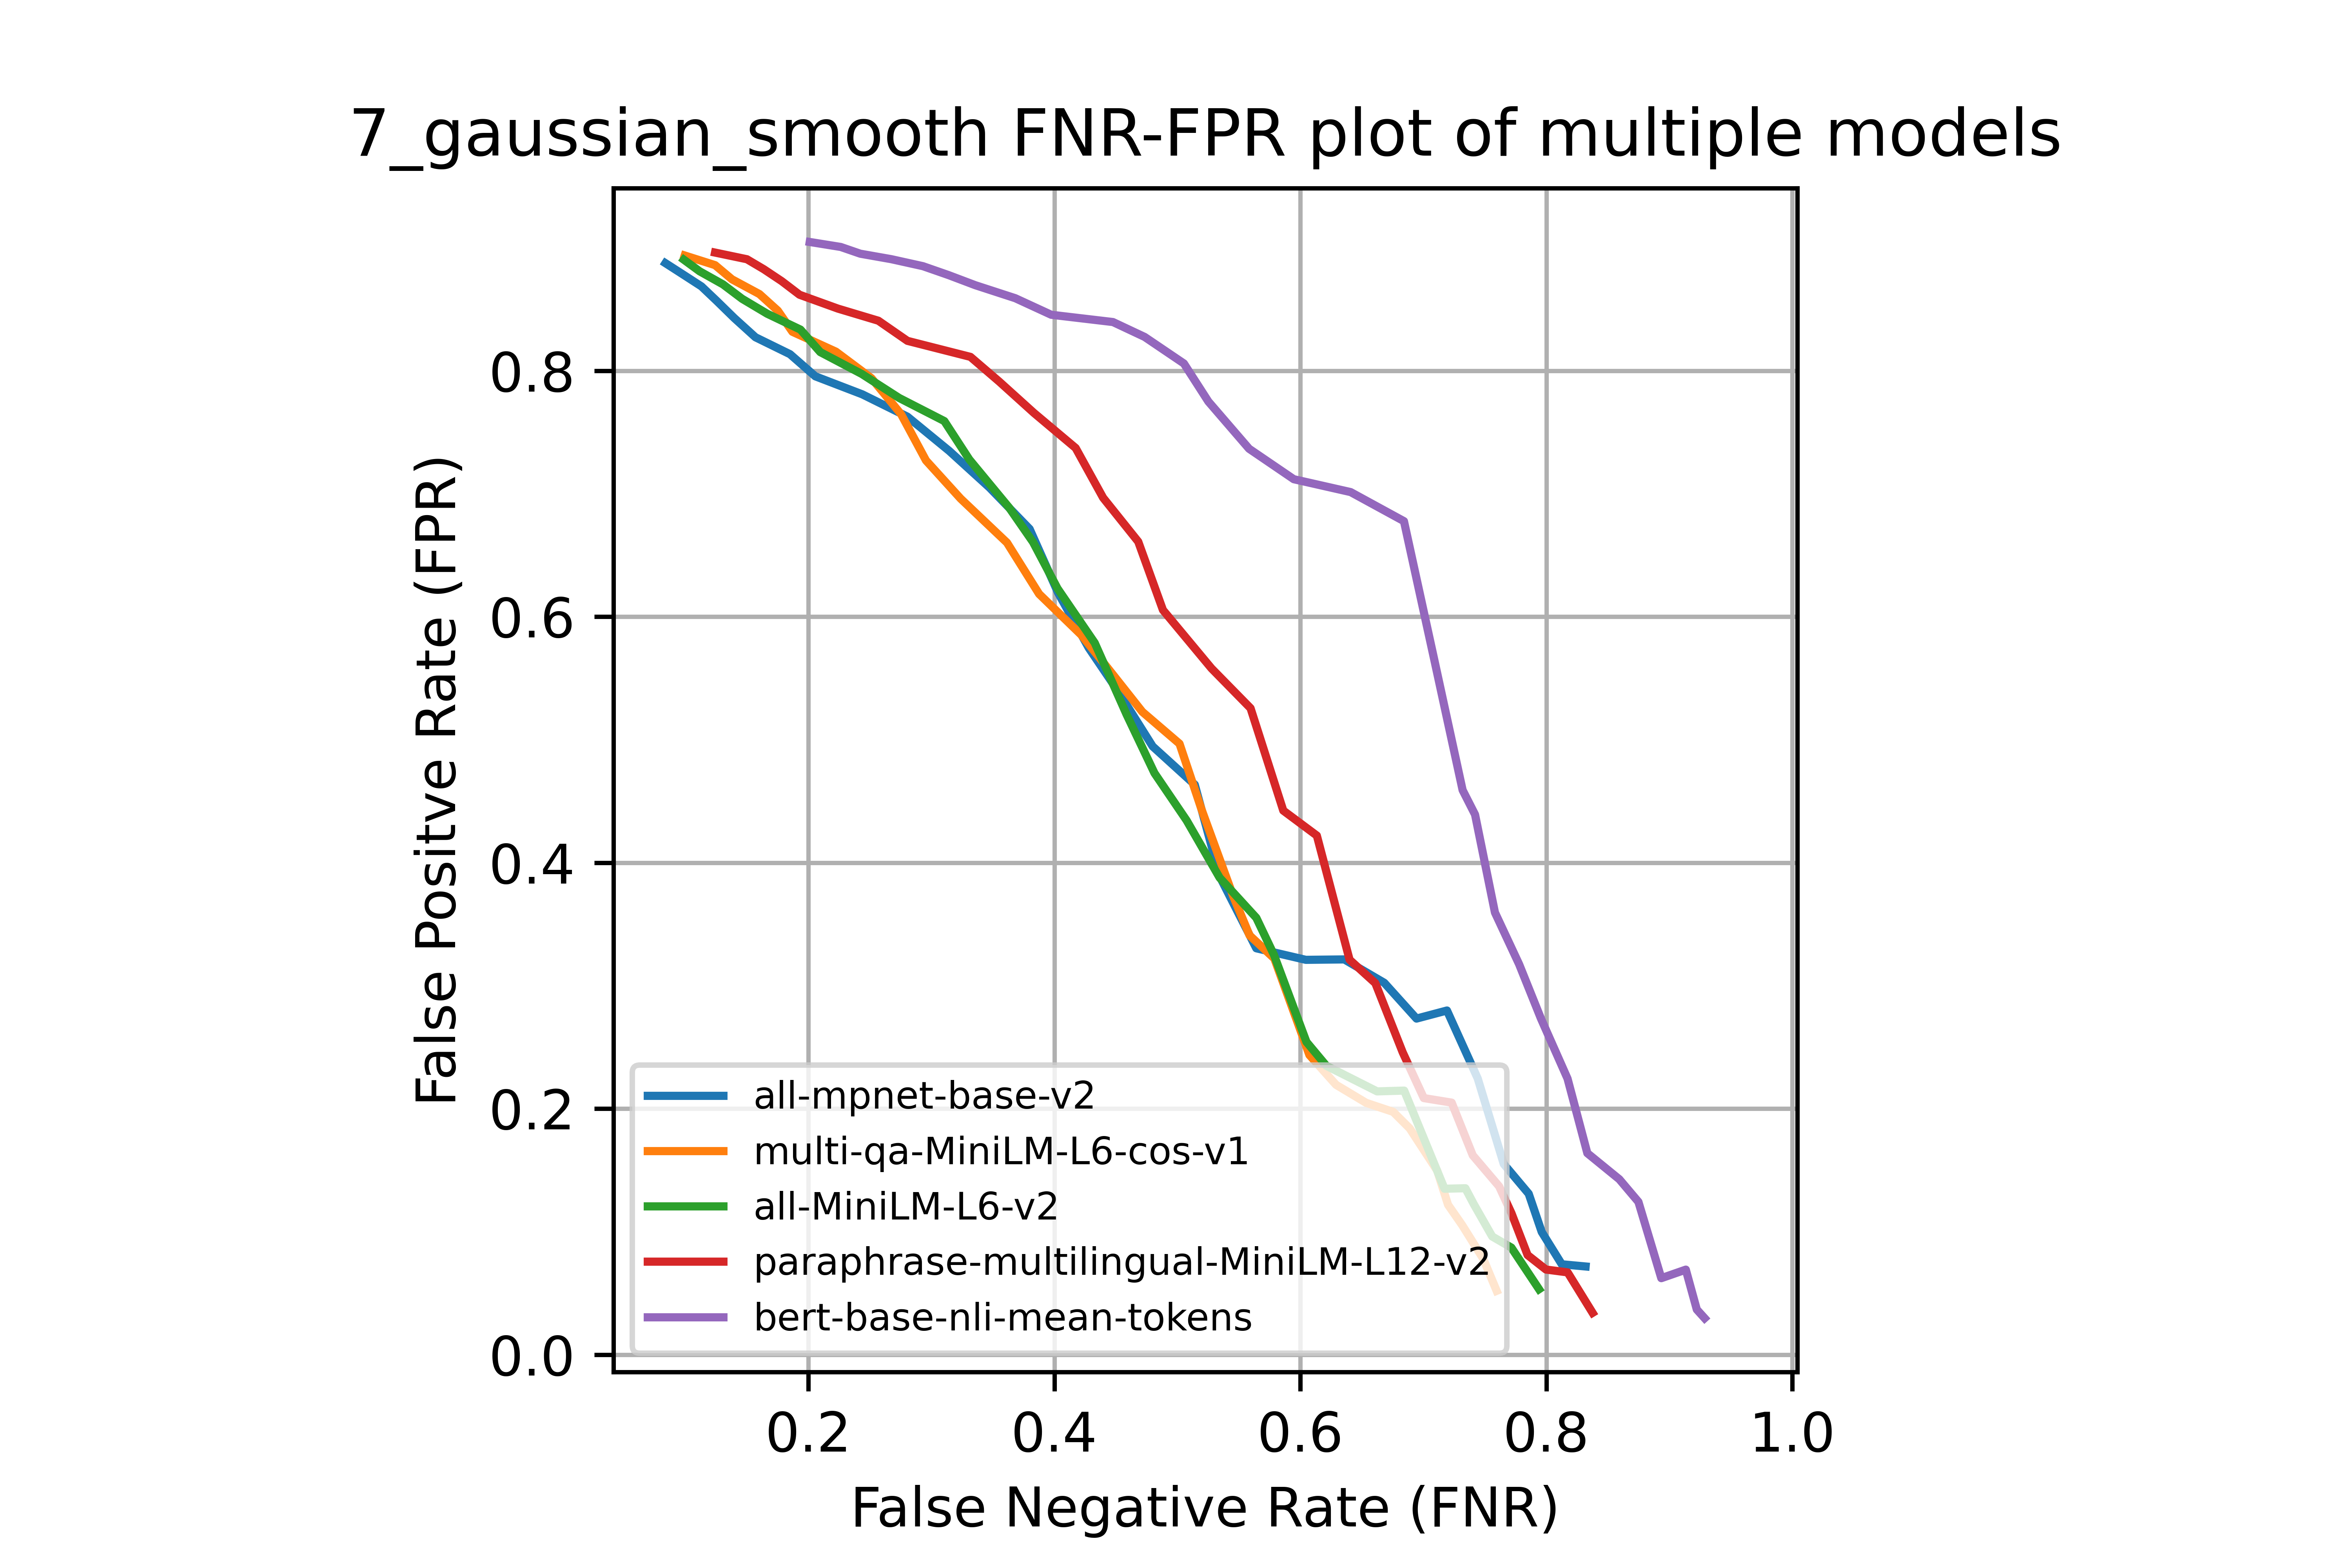 7_gaussian_smooth FNR-FPR plot of multiple models
False Positve Rate (FPR)
0.8
0.6
0.4
0.2
0.0
all-mpnet-base-v2
multi-qa-MiniLM-L6-cos-v1
all-MiniLM-L6-v2
paraphrase-multilingual-MiniLM-L12-v2
bert-base-nli-mean-tokens
0.2 0.4 0.6 0.8 1.0
False Negative Rate (FNR)